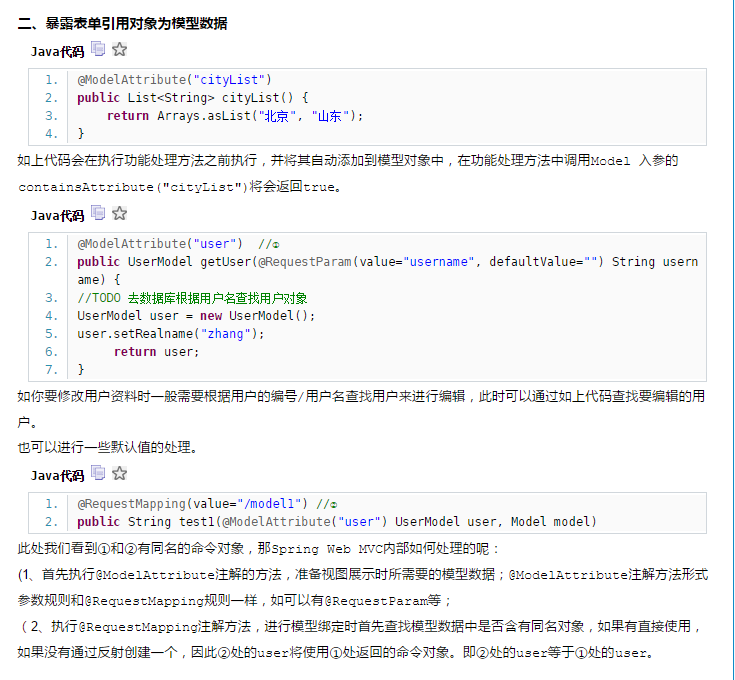 二、暴露表单引用对象为模型数据
Java代码
1. @ModelAttribute("cityList")
2. public List<String> cityList() {
3. return Arrays.asList("北京", "山东");
4. }
如上代码会在执行功能处理方法之前执行，并将其自动添加到模型对象中，在功能处理方法中调用Model 入参的
containsAttribute("cityList")将会返回true。
Java代码
1. @ModelAttribute("user") //①
2. public UserModel getUser(@RequestParam(value="username", defaultValue="") String usern
ame) {
3. //TODO 去数据库根据用户名查找用户对象
4. UserModel user = new UserModel();
5. user.setRealname("zhang");
6. return user;
7. }
如你要修改用户资料时一般需要根据用户的编号/用户名查找用户来进行编辑，此时可以通过如上代码查找要编辑的用
户。
也可以进行一些默认值的处理。
Java代码
1. @RequestMapping(value="/model1") //②
2. public String test1(@ModelAttribute("user") UserModel user, Model model)
此处我们看到①和②有同名的命令对象，那Spring Web MVC内部如何处理的呢：
(1、首先执行@ModelAttribute注解的方法，准备视图展示时所需要的模型数据；@ModelAttribute注解方法形式
参数规则和@RequestMapping规则一样，如可以有@RequestParam等；
（2、执行@RequestMapping注解方法，进行模型绑定时首先查找模型数据中是否含有同名对象，如果有直接使用，
如果没有通过反射创建一个，因此②处的user将使用①处返回的命令对象。即②处的user等于①处的user。